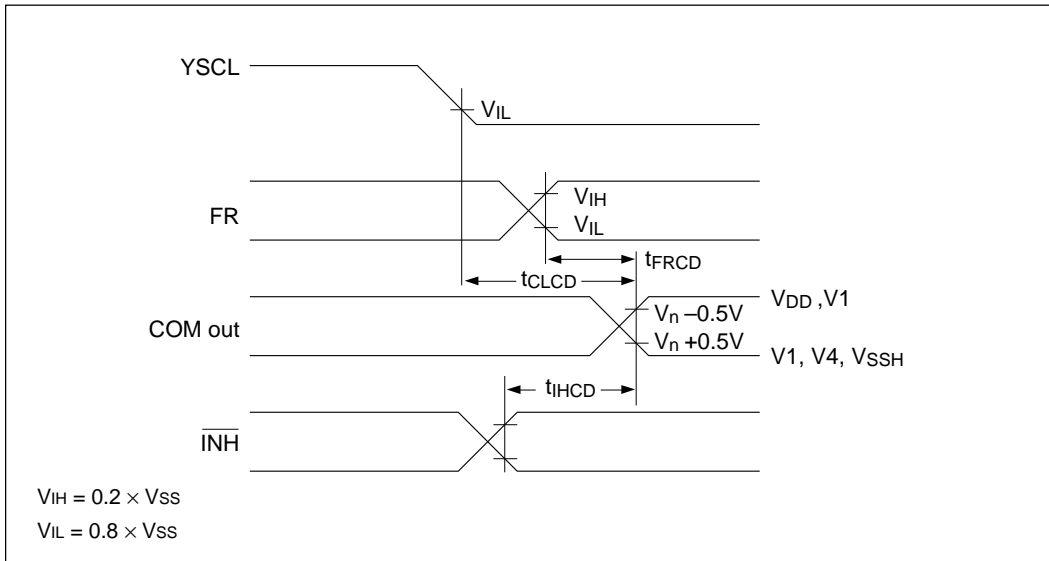 YSCL
VIL
FR
VIH
VIL
tFRCD
tCLCD
COM out
VDD ,V1
Vn –0.5V
Vn +0.5V
V1, V4, VSSH
tIHCD
INH
VIH = 0.2 × VSS
VIL = 0.8 × VSS